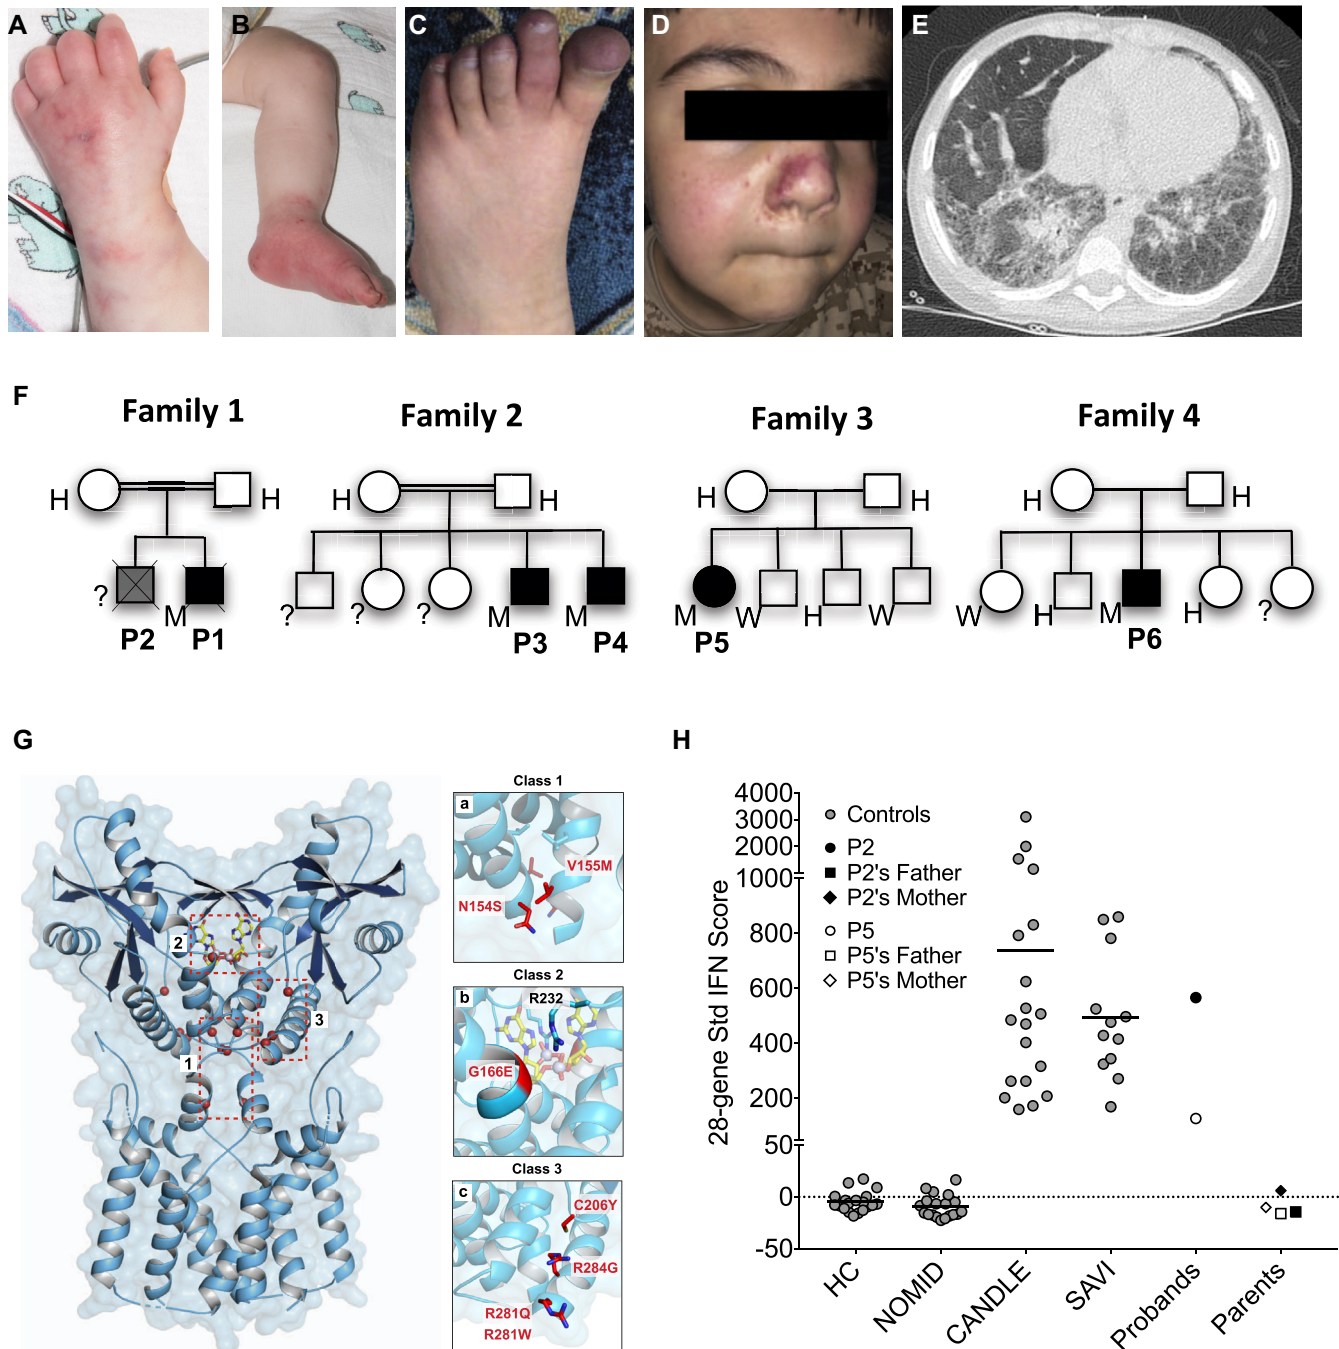 A
B
C
D
E
F
Family 1
Family 2
Family 3
Family 4
H
H
H
H
H
H
H
H
?
M
?
?
?
M
M
M
W
H
W
W
H
M
H
?
P2
P1
P3
P4
P5
P6
G
H
2
3
1
Class 1
a
V155M
N154S
Class 2
b
R232
G166E
Class 3
c
C206Y
R284G
R281Q
R281W
28-gene Std IFN Score
4000
3000
2000
1000
800
600
400
200
50
0
-50
Controls
P2
P2's Father
P2's Mother
P5
P5's Father
P5's Mother
HC
NOMID
CANDLE
SAVI
Probands
Parents